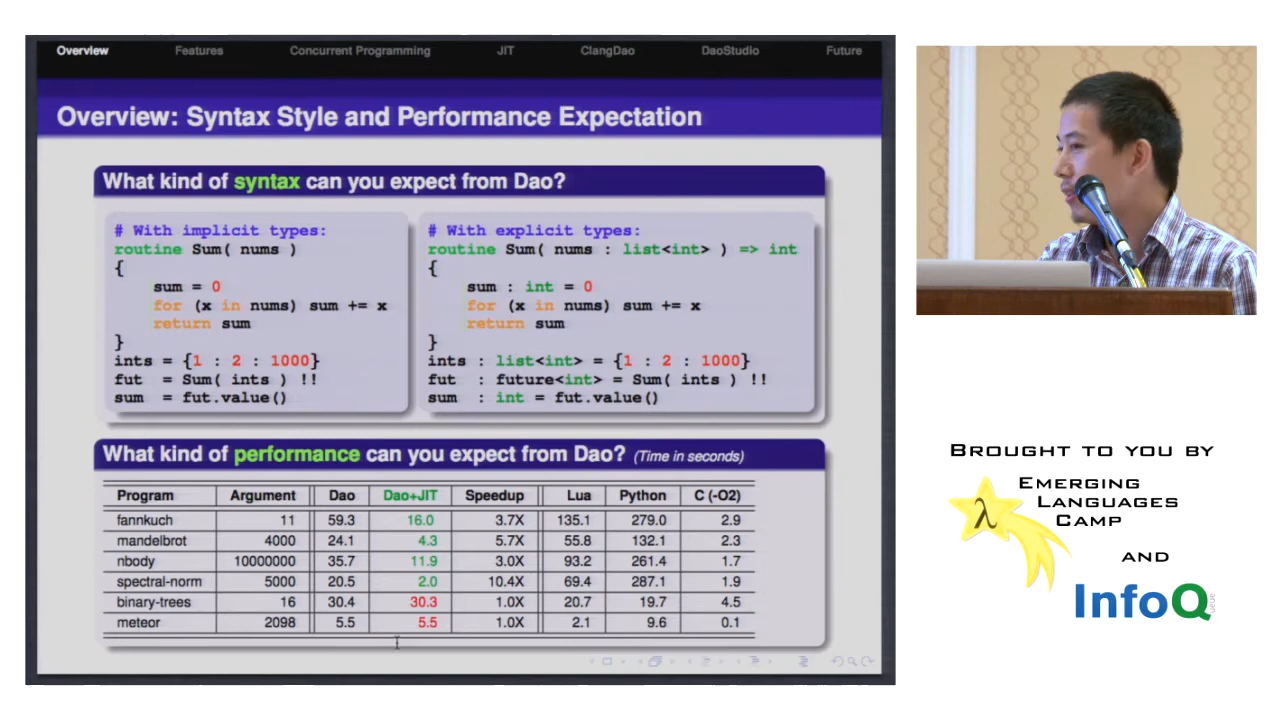 Overview Features Concurrent Programming JIT ClangDao DaoStudio Future
Overview: Syntax Style and Performance Expectation
What kind of syntax can you expect from Dao?
# With implicit types:
routine Sum( nums )
{
sum = 0
for (x in nums) sum += x
return sum
}
ints = {1 : 2 : 1000}
fut = Sum( ints ) !!
sum = fut.value()
# With explicit types:
routine Sum( nums : list<int> ) => int
{
sum : int = 0
for (x in nums) sum += x
return sum
}
ints : list<int> = {1 : 2 : 1000}
fut : future<int> = Sum( ints ) !!
sum : int = fut.value()
What kind of performance can you expect from Dao? (Time in seconds)
Program Argument Dao Dao+JIT Speedup Lua Python C (-O2)
fannkuch 11 59.3 16.0 3.7X 135.1 279.0 2.9
mandelbrot 4000 24.1 4.3 5.7X 55.8 132.1 2.3
nbody 10000000 35.7 11.9 3.0X 93.2 261.4 1.7
spectral-norm 5000 20.5 2.0 10.4X 69.4 287.1 1.9
binary-trees 16 30.4 30.3 1.0X 20.7 19.7 4.5
meteor 2098 5.5 5.5 1.0X 2.1 9.6 0.1
Brought to you by
Emerging
Languages
Camp
λ
and
InfoQ
ueue